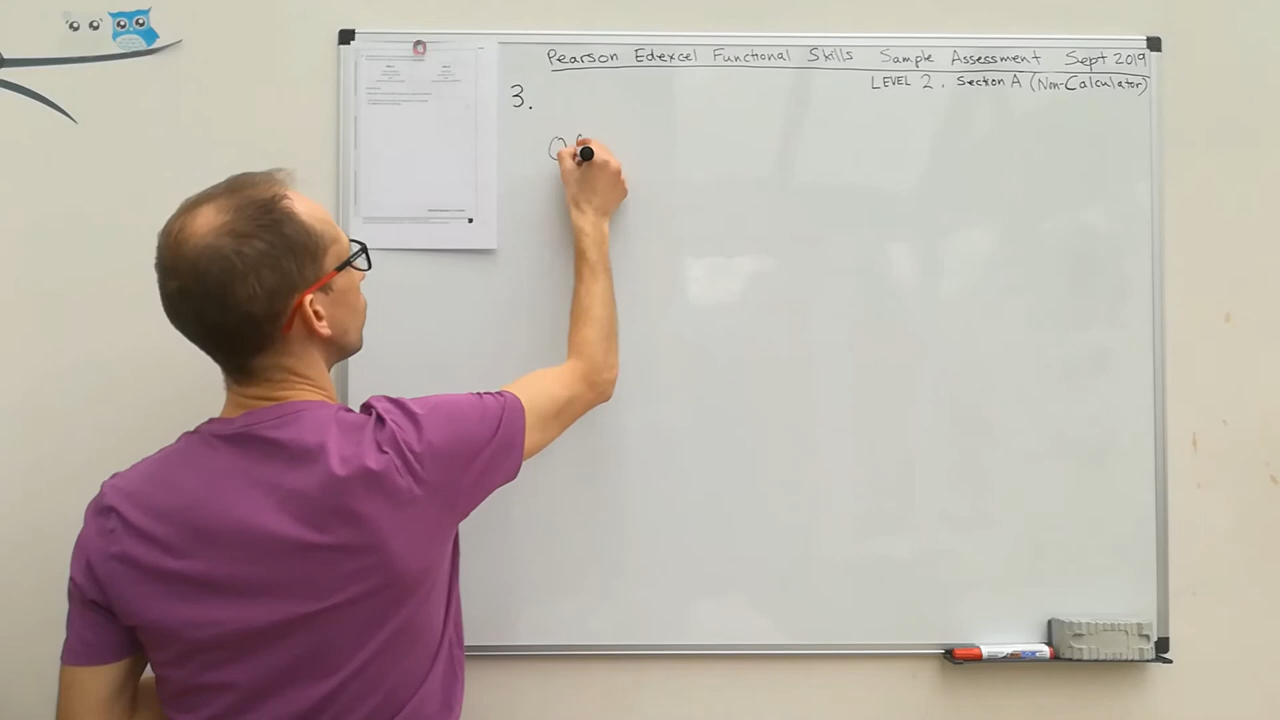 Pearson Edexcel Functional Skills Sample Assessment Sept 2019
LEVEL 2, Section A (Non-Calculator)
3.